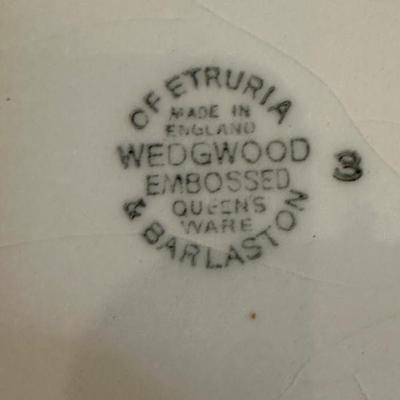 OF ETRURIA
MADE IN
ENGLAND
WEDGWOOD
EMBOSSED
QUEEN'S
WARE
& BARLASTON
3